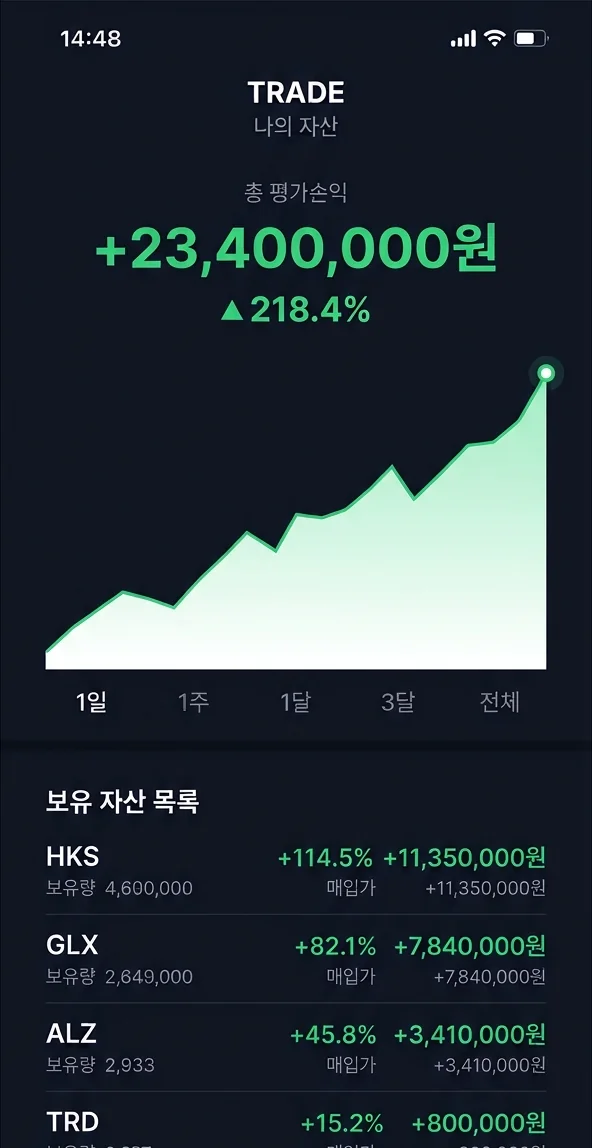 14:48
TRADE
나의 자산
총 평가손익
+23,400,000원
▲218.4%
1일 1주 1달 3달 전체
보유 자산 목록
HKS +114.5% +11,350,000원
보유량 4,600,000 매입가 +11,350,000원
GLX +82.1% +7,840,000원
보유량 2,649,000 매입가 +7,840,000원
ALZ +45.8% +3,410,000원
보유량 2,933 매입가 +3,410,000원
TRD +15.2% +800,000원